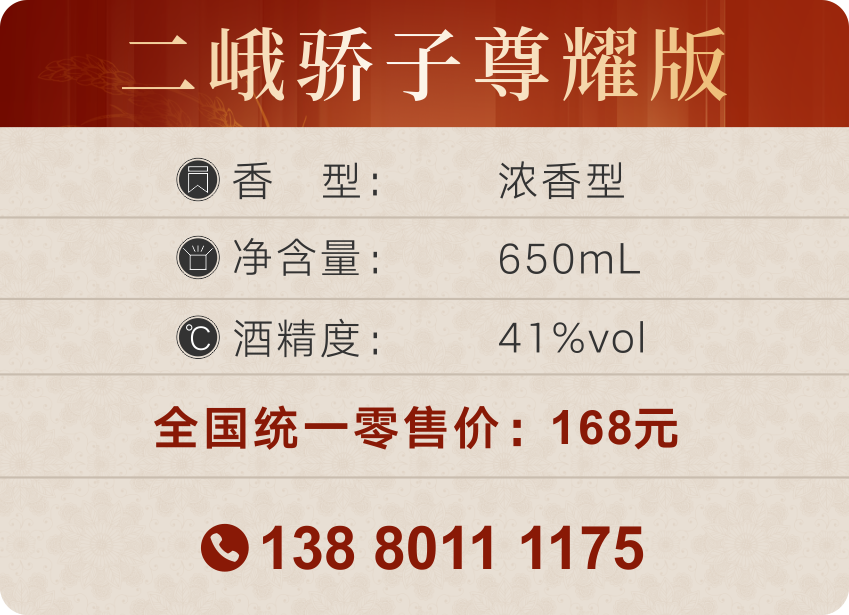 二峨骄子尊耀版
香 型: 浓香型
净含量: 650mL
℃ 酒精度: 41%vol
全国统一零售价: 168元
138 8011 1175